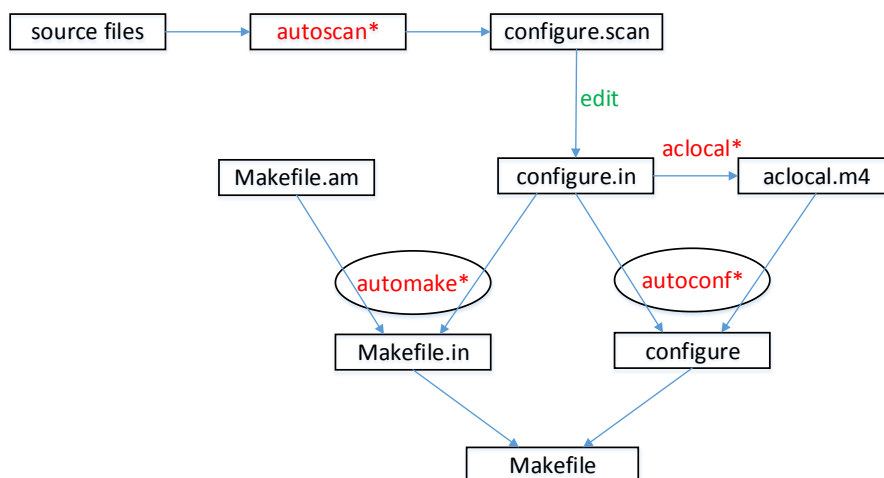 source files
autoscan*
configure.scan
edit
aclocal*
Makefile.am
configure.in
aclocal.m4
automake*
autoconf*
Makefile.in
configure
Makefile